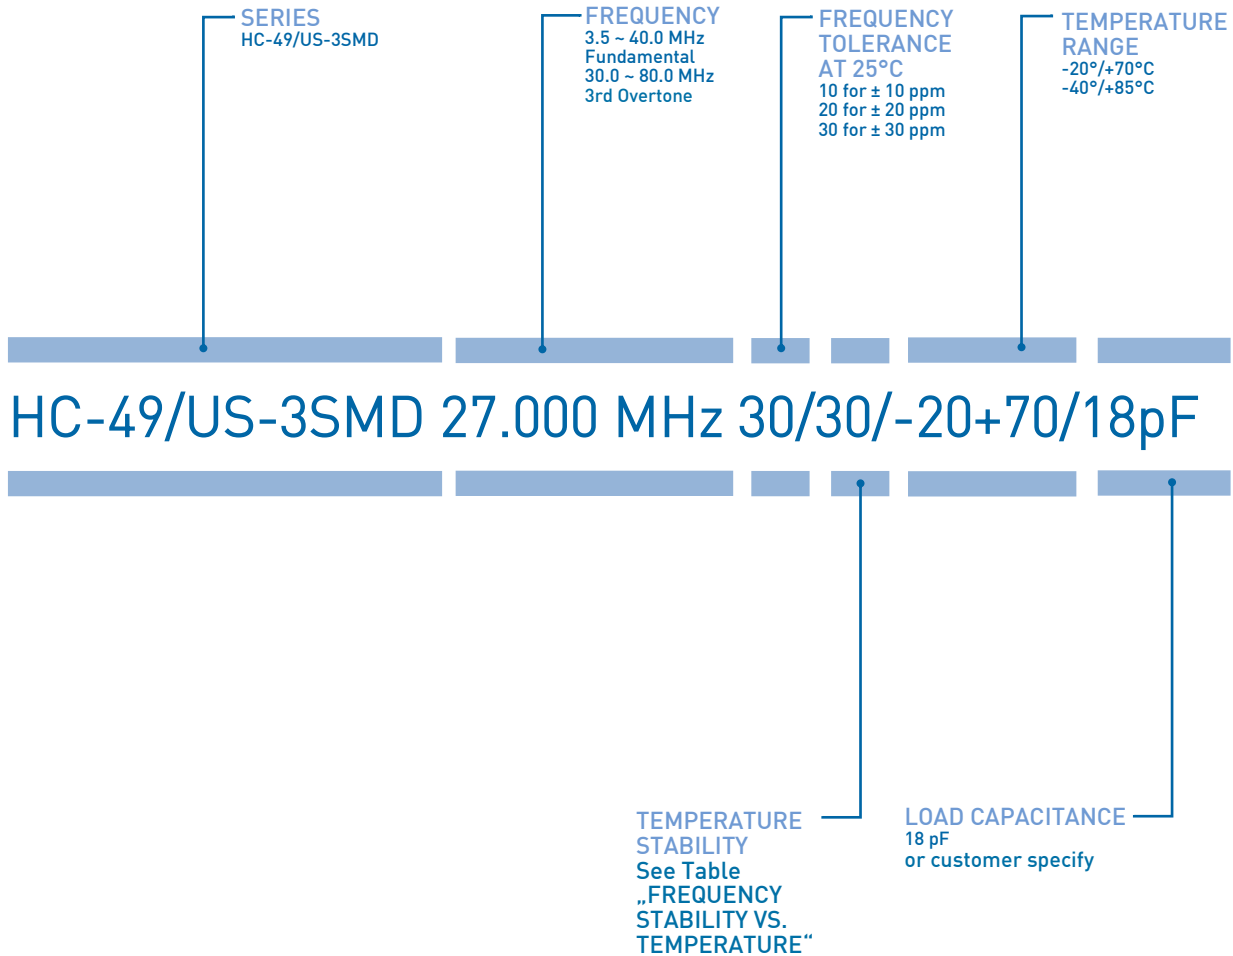 SERIES
HC-49/US-3SMD
FREQUENCY
3.5 ~ 40.0 MHz
Fundamental
30.0 ~ 80.0 MHz
3rd Overtone
FREQUENCY
TOLERANCE
AT 25°C
10 for ± 10 ppm
20 for ± 20 ppm
30 for ± 30 ppm
TEMPERATURE
RANGE
-20°/+70°C
-40°/+85°C
HC-49/US-3SMD 27.000 MHz 30/30/-20+70/18pF
TEMPERATURE
STABILITY
See Table
„FREQUENCY
STABILITY VS.
TEMPERATURE“
LOAD CAPACITANCE
18 pF
or customer specify